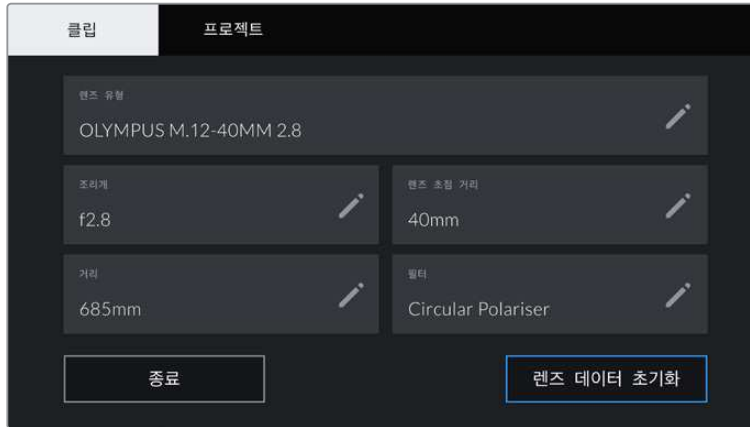 클립 프로젝트
렌즈 유형
OLYMPUS M.12-40MM 2.8
조리개 렌즈 초점 거리
f2.8 40mm
거리 필터
685mm Circular Polariser
종료 렌즈 데이터 초기화